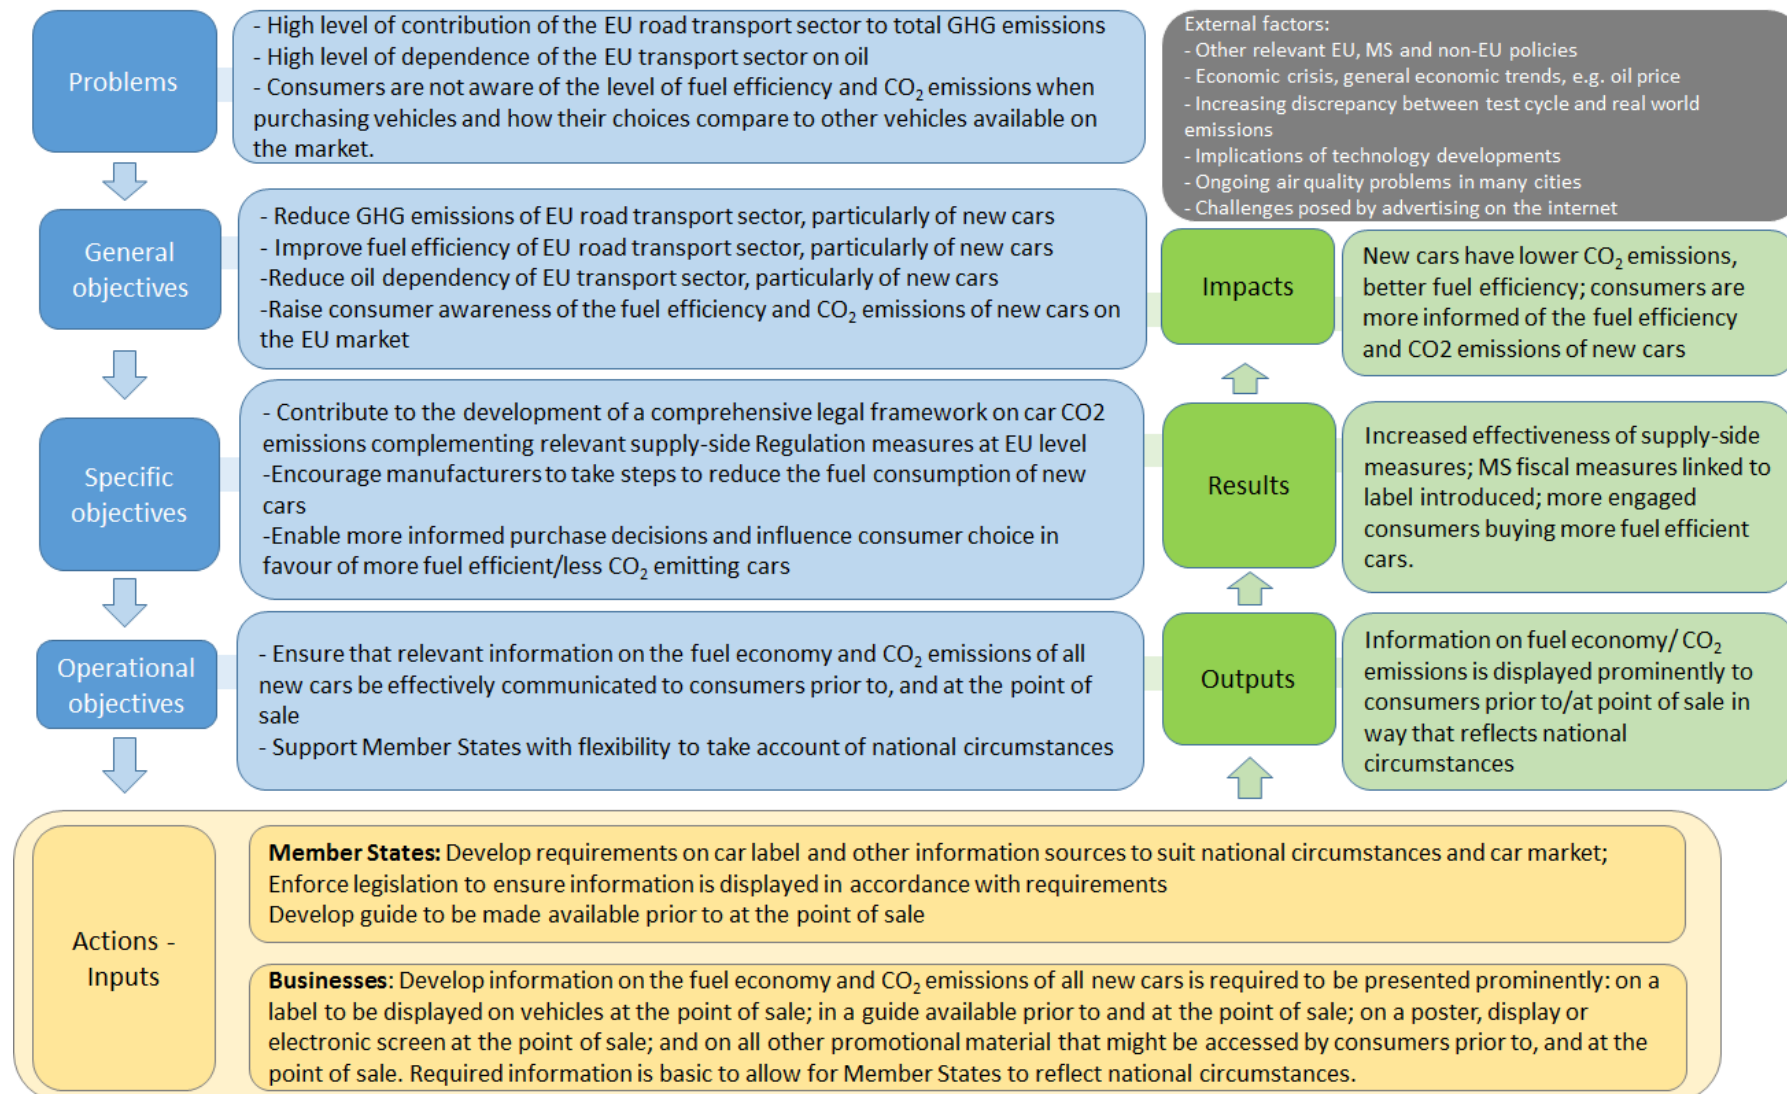 Problems
- High level of contribution of the EU road transport sector to total GHG emissions
- High level of dependence of the EU transport sector on oil
- Consumers are not aware of the level of fuel efficiency and CO₂ emissions when
purchasing vehicles and how their choices compare to other vehicles available on
the market.
External factors:
- Other relevant EU, MS and non-EU policies
- Economic crisis, general economic trends, e.g. oil price
- Increasing discrepancy between test cycle and real world
emissions
- Implications of technology developments
- Ongoing air quality problems in many cities
- Challenges posed by advertising on the internet
General
objectives
- Reduce GHG emissions of EU road transport sector, particularly of new cars
- Improve fuel efficiency of EU road transport sector, particularly of new cars
-Reduce oil dependency of EU transport sector, particularly of new cars
-Raise consumer awareness of the fuel efficiency and CO₂ emissions of new cars on
the EU market
Impacts
New cars have lower CO₂ emissions,
better fuel efficiency; consumers are
more informed of the fuel efficiency
and CO2 emissions of new cars
Specific
objectives
- Contribute to the development of a comprehensive legal framework on car CO2
emissions complementing relevant supply-side Regulation measures at EU level
-Encourage manufacturers to take steps to reduce the fuel consumption of new
cars
-Enable more informed purchase decisions and influence consumer choice in
favour of more fuel efficient/less CO₂ emitting cars
Results
Increased effectiveness of supply-side
measures; MS fiscal measures linked to
label introduced; more engaged
consumers buying more fuel efficient
cars.
Operational
objectives
- Ensure that relevant information on the fuel economy and CO₂ emissions of all
new cars be effectively communicated to consumers prior to, and at the point of
sale
- Support Member States with flexibility to take account of national circumstances
Outputs
Information on fuel economy/ CO₂
emissions is displayed prominently to
consumers prior to/at point of sale in
way that reflects national
circumstances
Actions -
Inputs
Member States: Develop requirements on car label and other information sources to suit national circumstances and car market;
Enforce legislation to ensure information is displayed in accordance with requirements
Develop guide to be made available prior to at the point of sale
Businesses: Develop information on the fuel economy and CO₂ emissions of all new cars is required to be presented prominently: on a
label to be displayed on vehicles at the point of sale; in a guide available prior to and at the point of sale; on a poster, display or
electronic screen at the point of sale; and on all other promotional material that might be accessed by consumers prior to, and at the
point of sale. Required information is basic to allow for Member States to reflect national circumstances.